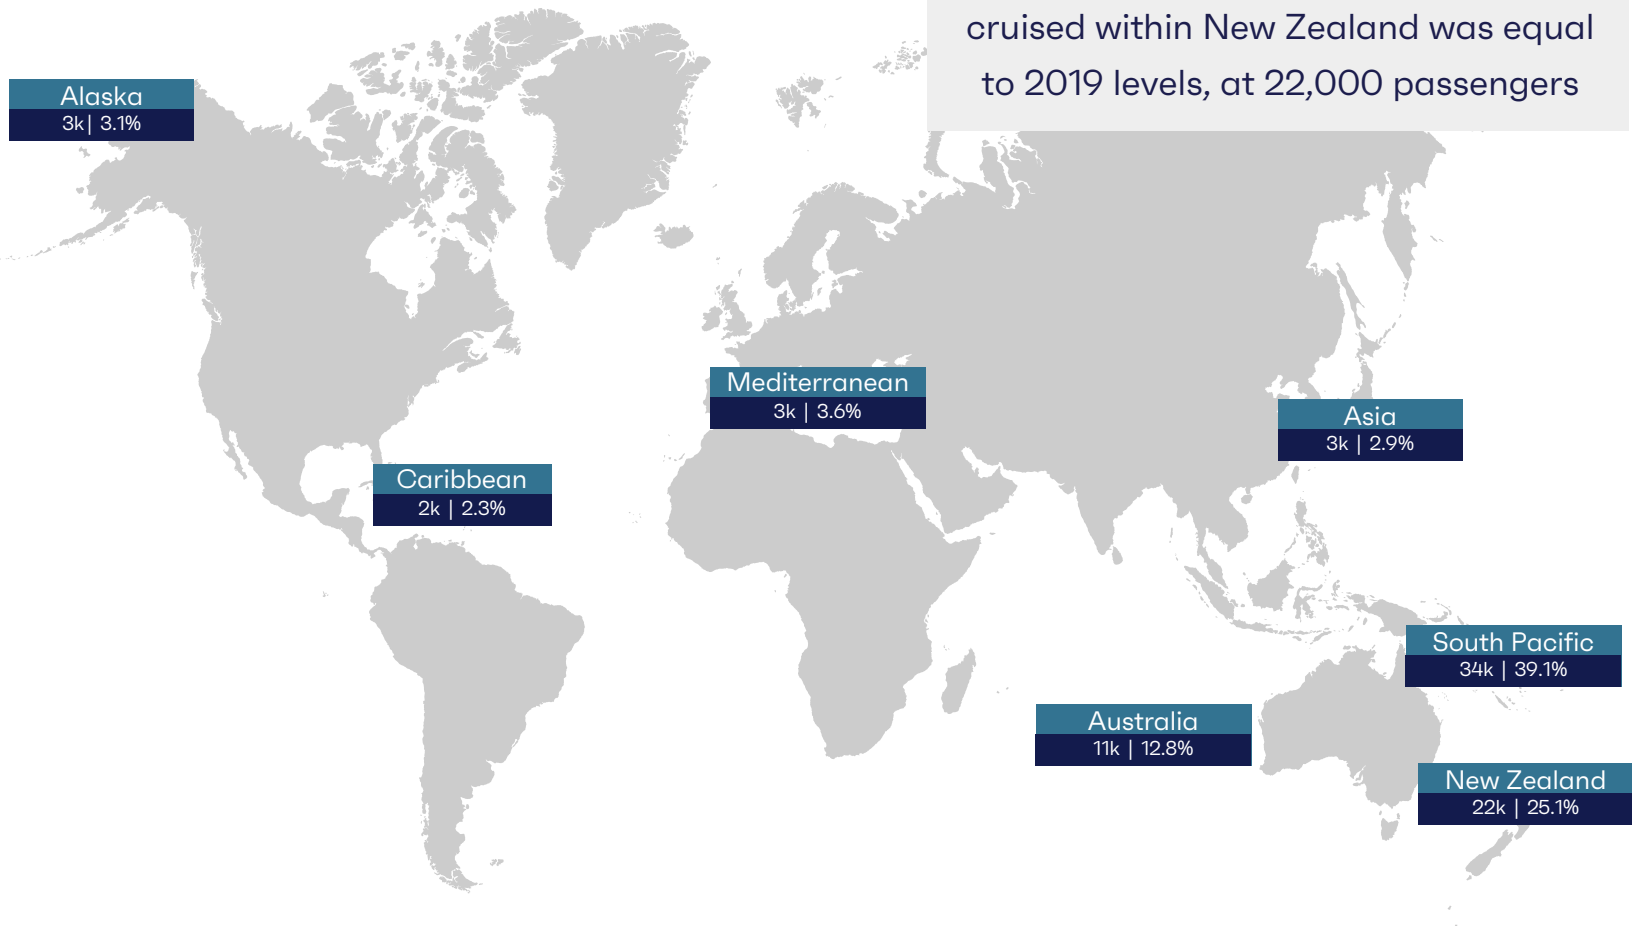 cruised within New Zealand was equal
to 2019 levels, at 22,000 passengers
Alaska
3k| 3.1%
Mediterranean
3k | 3.6%
Asia
3k | 2.9%
Caribbean
2k | 2.3%
South Pacific
34k | 39.1%
Australia
11k | 12.8%
New Zealand
22k | 25.1%